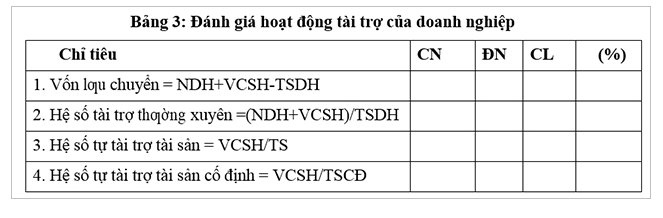 Bảng 3: Đánh giá hoạt động tài trợ của doanh nghiệp
Chỉ tiêu CN ĐN CL (%)
1. Vốn lợu chuyển = NDH+VCSH-TSDH
2. Hệ số tài trợ thợờng xuyên =(NDH+VCSH)/TSDH
3. Hệ số tự tài trợ tài sản = VCSH/TS
4. Hệ số tự tài trợ tài sản cố định = VCSH/TSCĐ